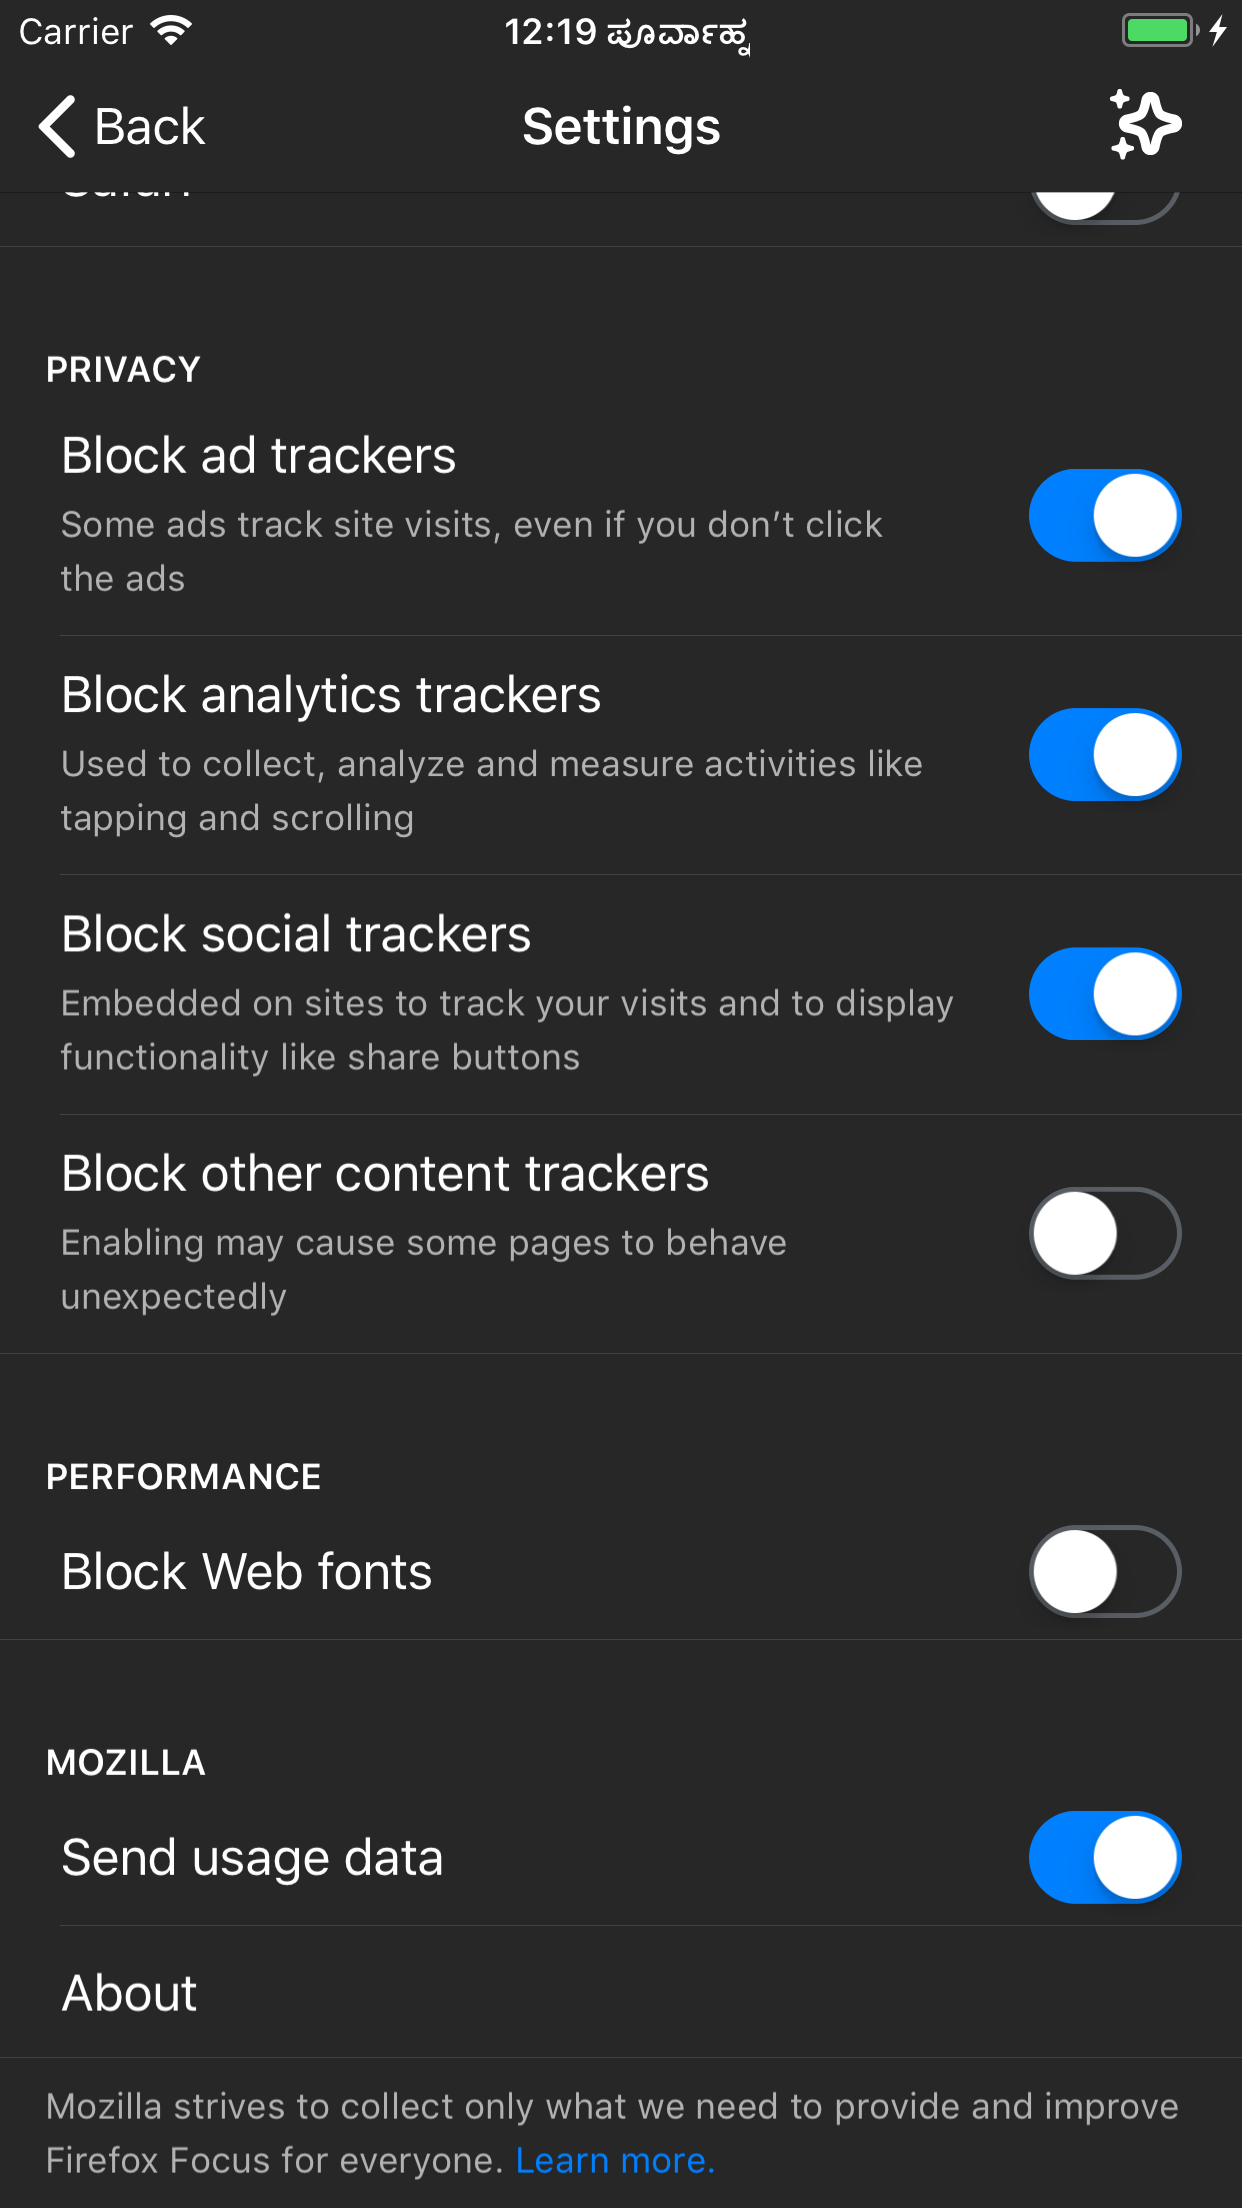 Carrier 12:19 ಪೂರ್ವಾಹ್ನ
Back Settings
PRIVACY
Block ad trackers
Some ads track site visits, even if you don’t click
the ads
Block analytics trackers
Used to collect, analyze and measure activities like
tapping and scrolling
Block social trackers
Embedded on sites to track your visits and to display
functionality like share buttons
Block other content trackers
Enabling may cause some pages to behave
unexpectedly
PERFORMANCE
Block Web fonts
MOZILLA
Send usage data
About
Mozilla strives to collect only what we need to provide and improve
Firefox Focus for everyone. Learn more.